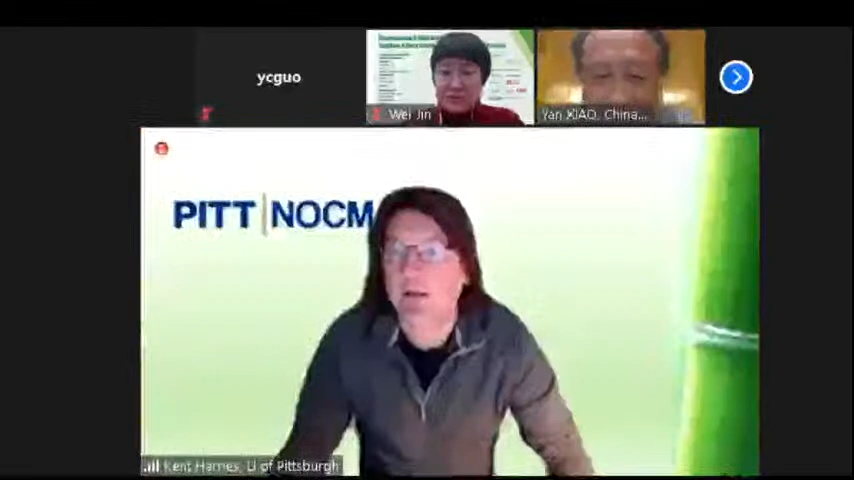 ycguo
Wei Jin
Yan XIAO, China...
PITT | NOCM
Kent Harnes, U of Pittsburgh